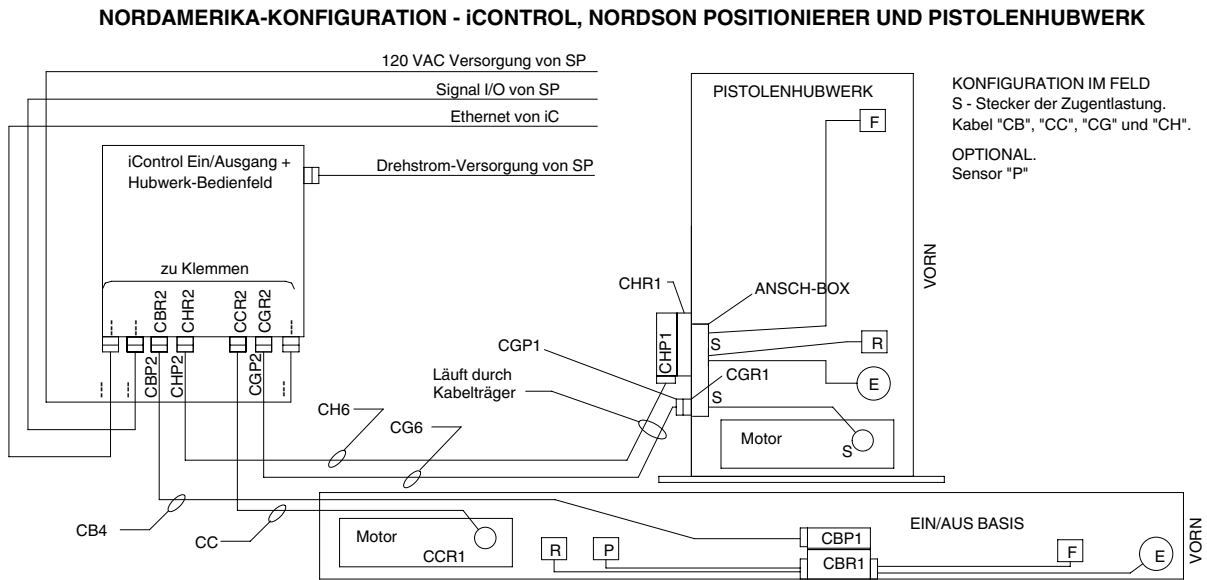 NORDAMERIKA-KONFIGURATION - iCONTROL, NORDSON POSITIONIERER UND PISTOLENHUBWERK
120 VAC Versorgung von SP
Signal I/O von SP
Ethernet von iC
Drehstrom-Versorgung von SP
iControl Ein/Ausgang +
Hubwerk-Bedienfeld
zu Klemmen
CBR2
CHR2
CCR2
CGR2
CBP2
CHP2
CGP2
PISTOLENHUBWERK
F
KONFIGURATION IM FELD
S - Stecker der Zugentlastung.
Kabel "CB", "CC", "CG" und "CH".
OPTIONAL.
Sensor "P"
VORN
CHR1
ANSCH-BOX
CHP1
S
R
CGP1
CGR1
E
Läuft durch
Kabelträger
S
Motor
S
CH6
CG6
CB4
CC
Motor
CCR1
R
P
CBP1
CBR1
EIN/AUS BASIS
F
E
VORN